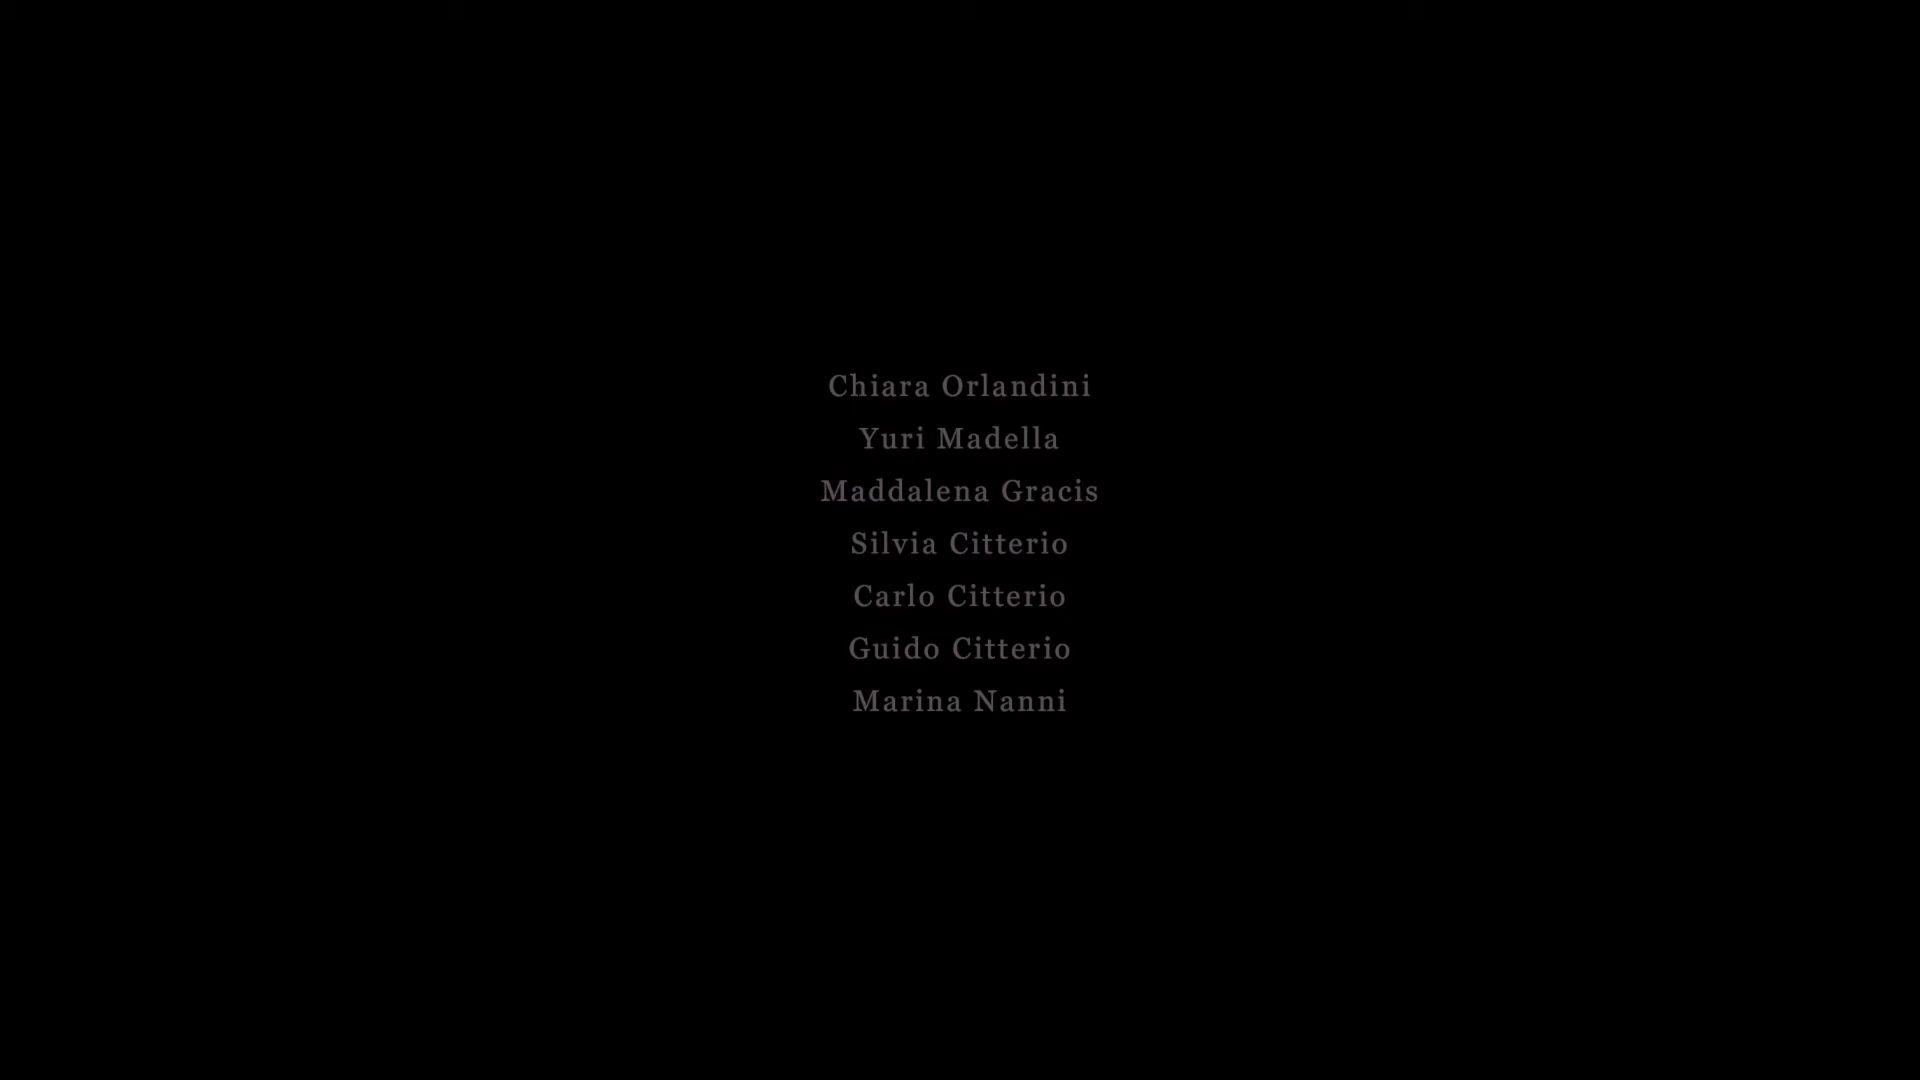 Chiara Orlandini
Yuri Madella
Maddalena Gracis
Silvia Citterio
Carlo Citterio
Guido Citterio
Marina Nanni